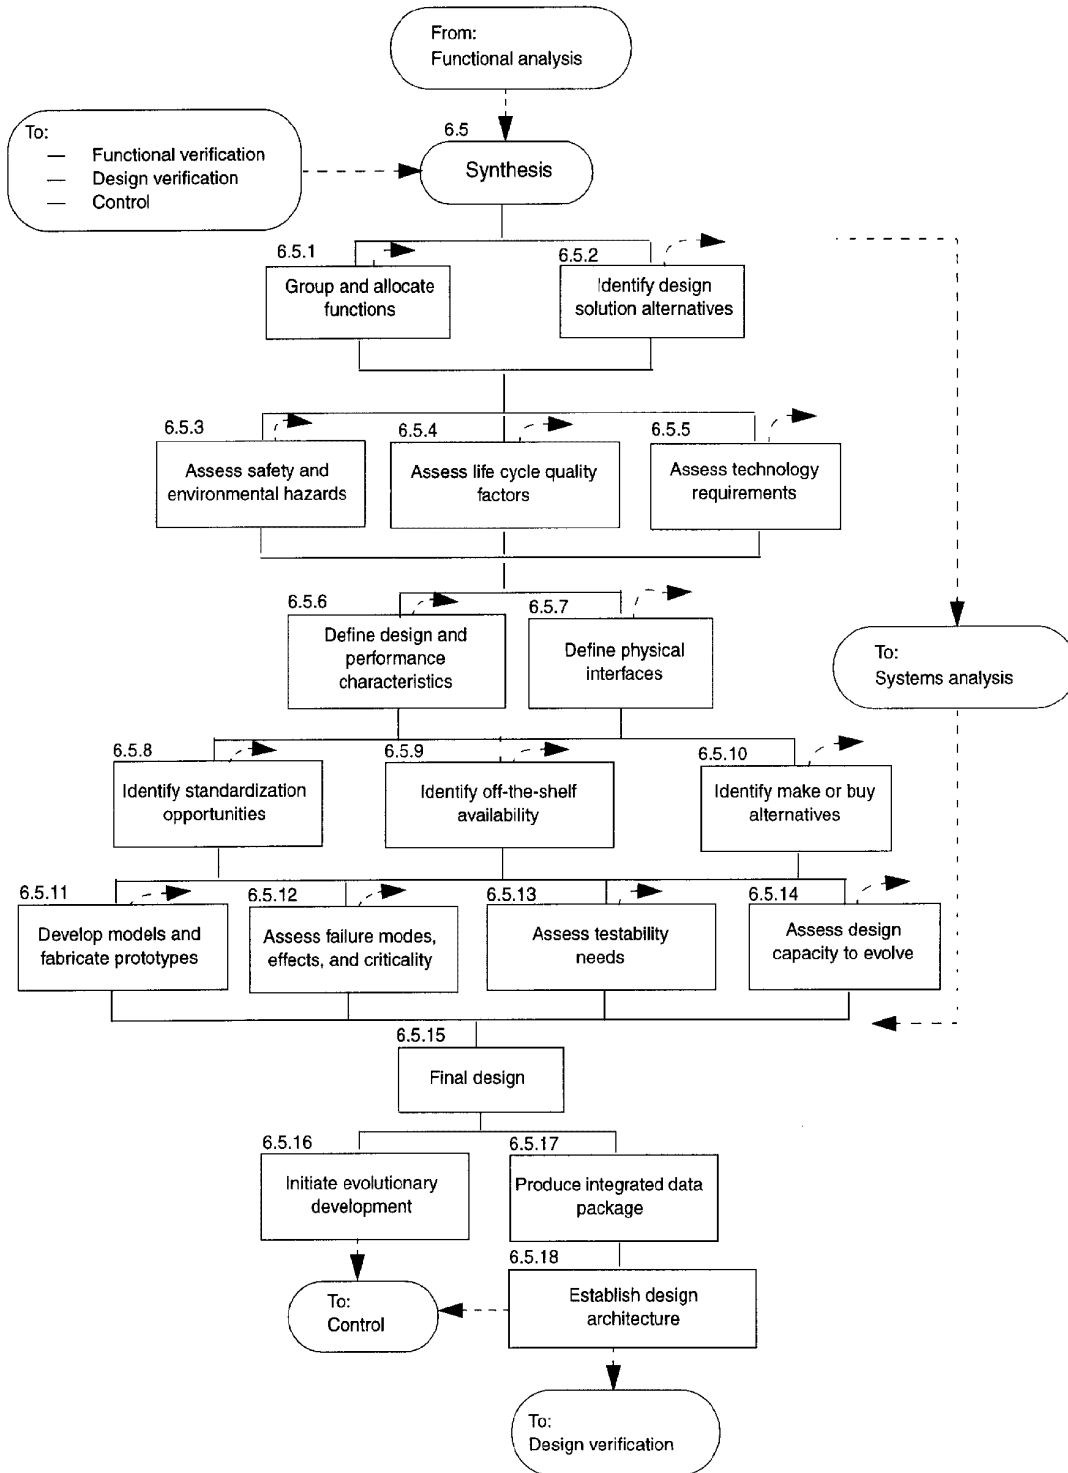 From:
Functional analysis
To:
— Functional verification
— Design verification
— Control
6.5
Synthesis
6.5.1
Group and allocate
functions
6.5.2
Identify design
solution alternatives
6.5.3
Assess safety and
environmental hazards
6.5.4
Assess life cycle quality
factors
6.5.5
Assess technology
requirements
6.5.6
Define design and
performance
characteristics
6.5.7
Define physical
interfaces
To:
Systems analysis
6.5.8
Identify standardization
opportunities
6.5.9
Identify off-the-shelf
availability
6.5.10
Identify make or buy
alternatives
6.5.11
Develop models and
fabricate prototypes
6.5.12
Assess failure modes,
effects, and criticality
6.5.13
Assess testability
needs
6.5.14
Assess design
capacity to evolve
6.5.15
Final design
6.5.16
Initiate evolutionary
development
6.5.17
Produce integrated data
package
6.5.18
Establish design
architecture
To:
Control
To:
Design verification